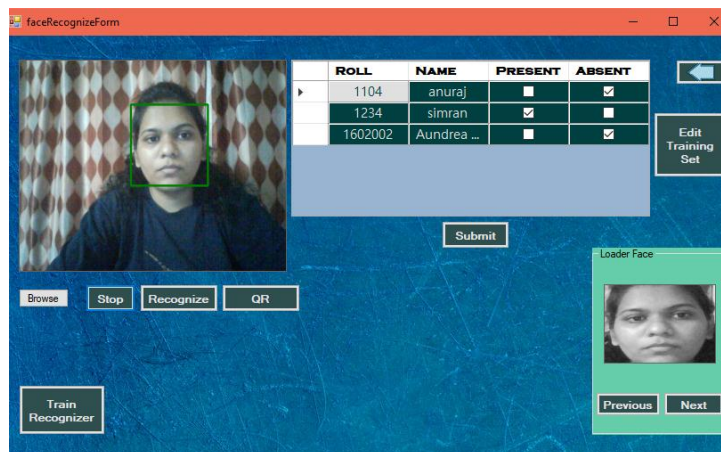 faceRecognizeForm
ROLL NAME PRESENT ABSENT
1104 anuraj
1234 simran
1602002 Aundrea ...
Edit
Training
Set
Submit
Loader Face
Browse Stop Recognize QR
Previous Next
Train
Recognizer